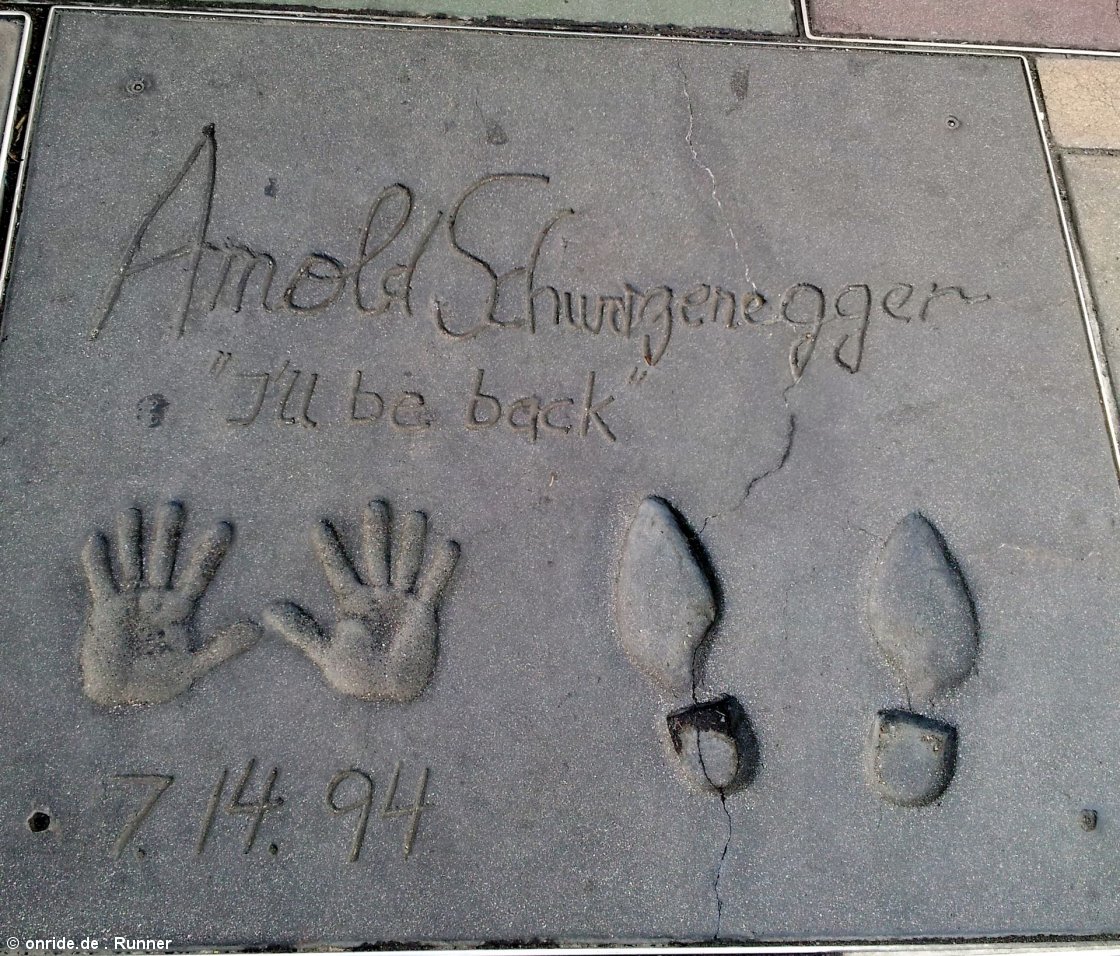 Arnold Schwarzenegger
"I'll be back"
7.14.94
© onride.de . Runner